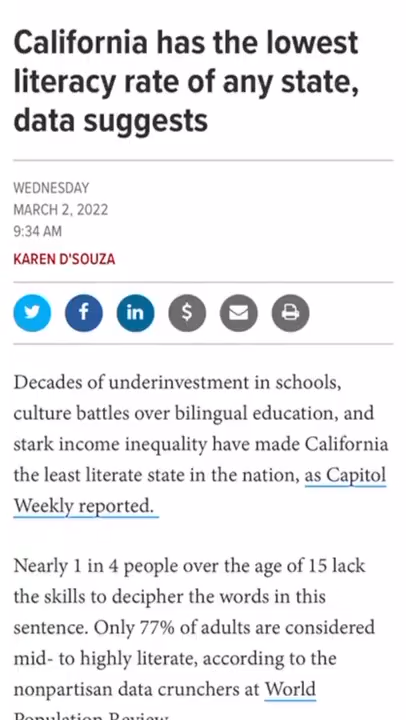 California has the lowest
literacy rate of any state,
data suggests
WEDNESDAY
MARCH 2, 2022
9:34 AM
KAREN D'SOUZA
Decades of underinvestment in schools,
culture battles over bilingual education, and
stark income inequality have made California
the least literate state in the nation, as Capitol
Weekly reported.
Nearly 1 in 4 people over the age of 15 lack
the skills to decipher the words in this
sentence. Only 77% of adults are considered
mid- to highly literate, according to the
nonpartisan data crunchers at World
Population Review